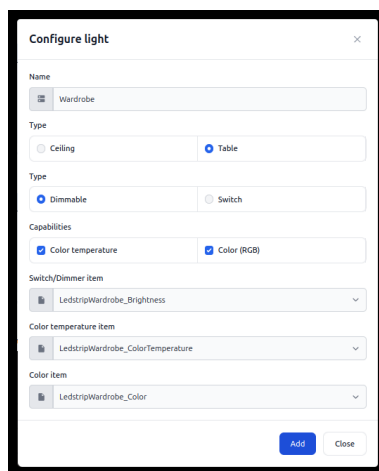 Configure light
Name
Wardrobe
Type
Ceiling
Table
Type
Dimmable
Switch
Capabilities
Color temperature
Color (RGB)
Switch/Dimmer item
LedstripWardrobe_Brightness
Color temperature item
LedstripWardrobe_ColorTemperature
Color item
LedstripWardrobe_Color
Add
Close